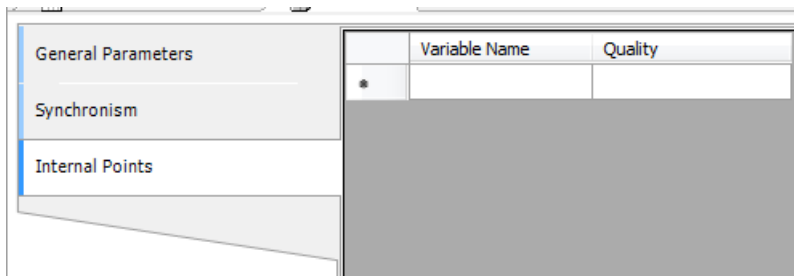 General Parameters
Synchronism
Internal Points
Variable Name Quality